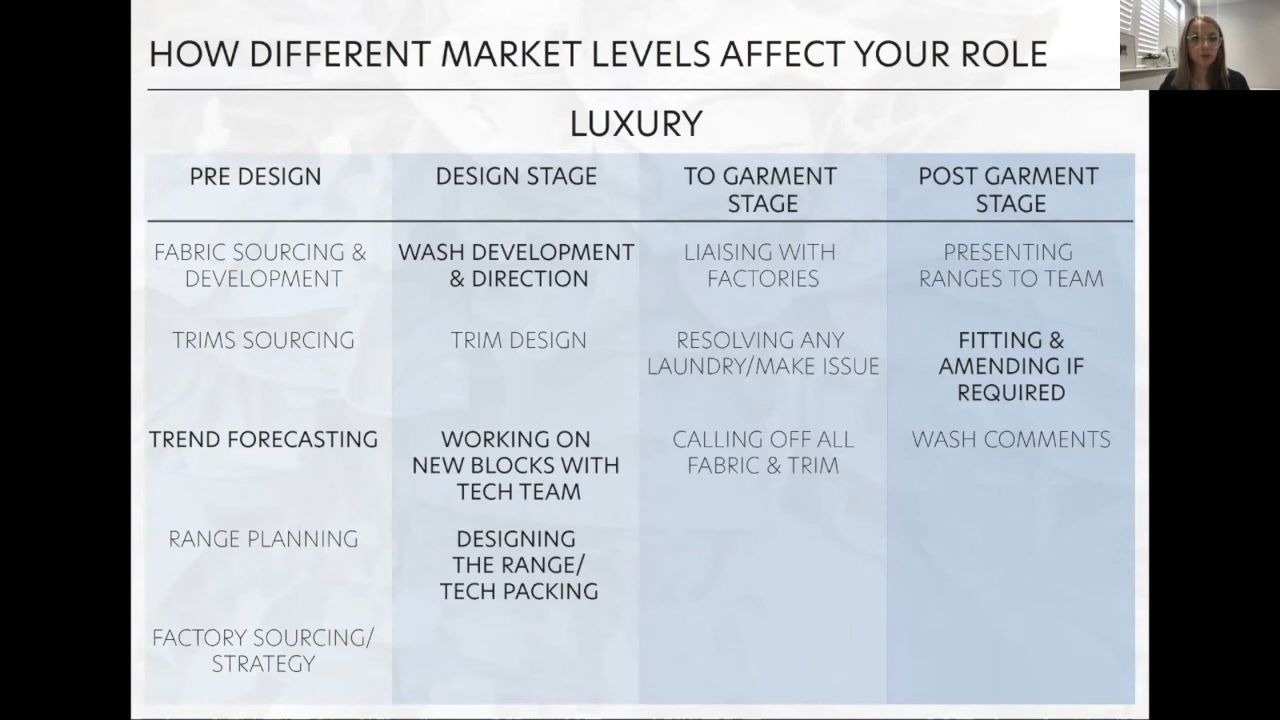 HOW DIFFERENT MARKET LEVELS AFFECT YOUR ROLE
LUXURY
PRE DESIGN
FABRIC SOURCING &
DEVELOPMENT
TRIMS SOURCING
TREND FORECASTING
RANGE PLANNING
FACTORY SOURCING/
STRATEGY
DESIGN STAGE
WASH DEVELOPMENT
& DIRECTION
TRIM DESIGN
WORKING ON
NEW BLOCKS WITH
TECH TEAM
DESIGNING
THE RANGE/
TECH PACKING
TO GARMENT
STAGE
LIAISING WITH
FACTORIES
RESOLVING ANY
LAUNDRY/MAKE ISSUE
CALLING OFF ALL
FABRIC & TRIM
POST GARMENT
STAGE
PRESENTING
RANGES TO TEAM
FITTING &
AMENDING IF
REQUIRED
WASH COMMENTS